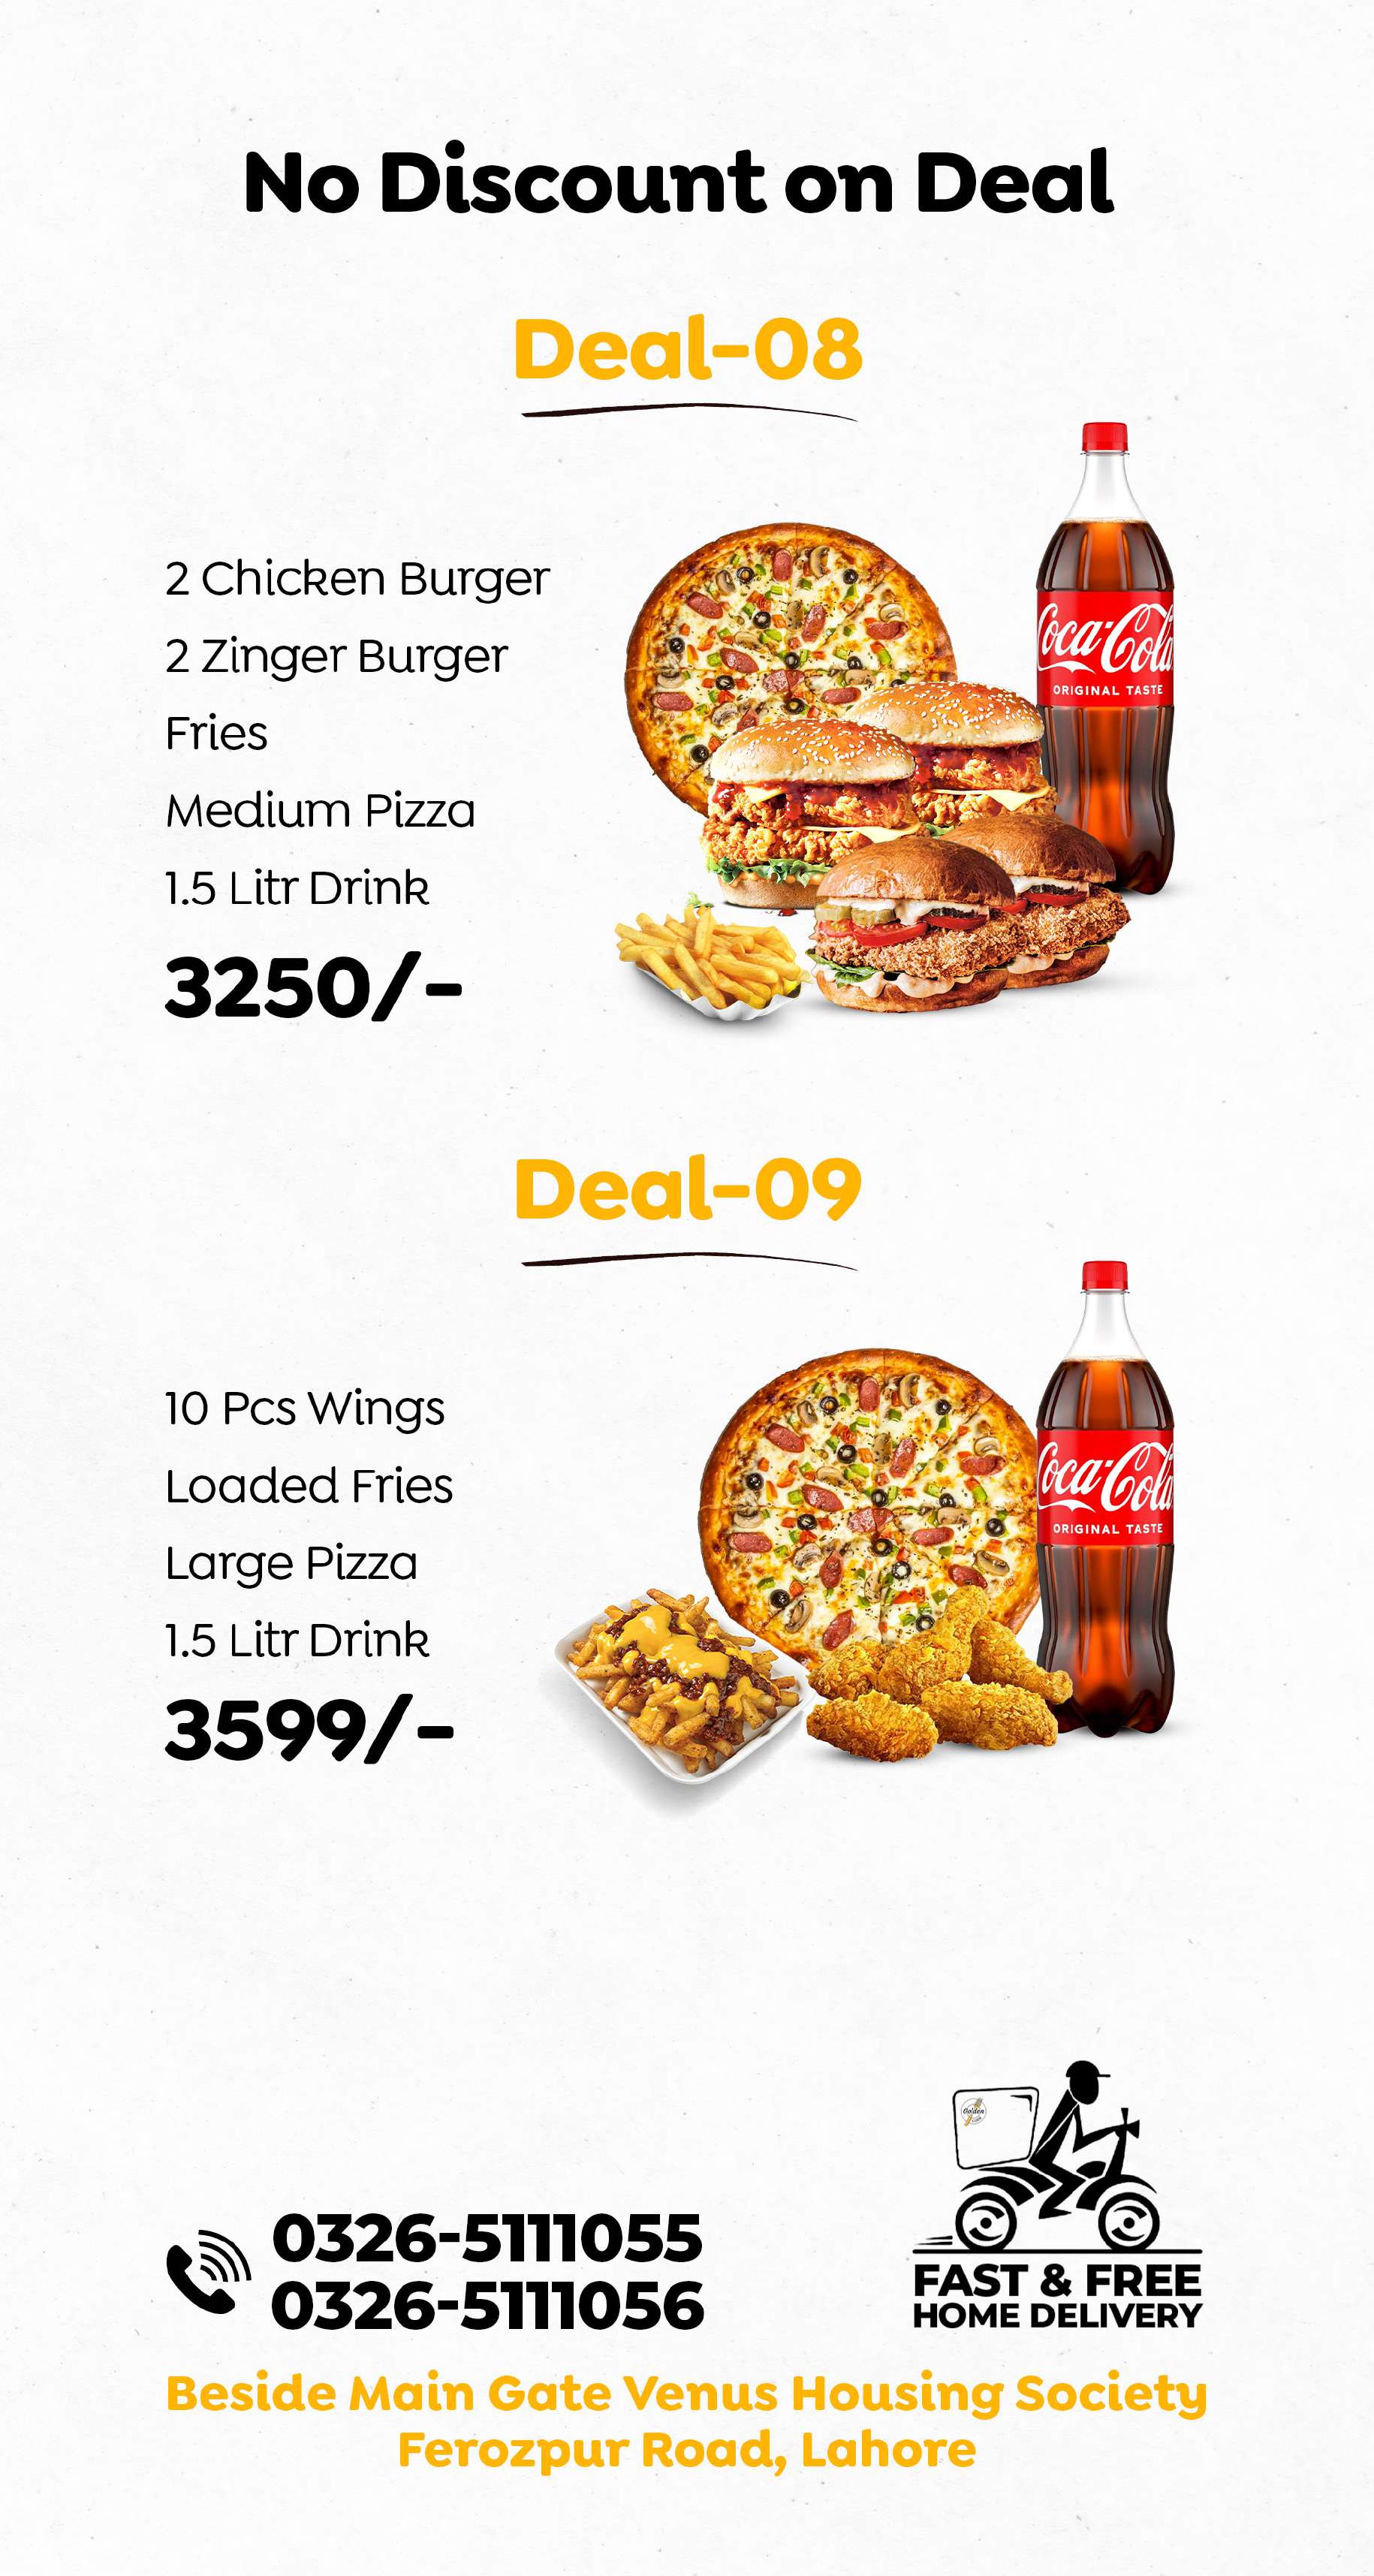 No Discount on Deal
Deal-08
2 Chicken Burger
2 Zinger Burger
Fries
Medium Pizza
1.5 Litr Drink
3250/-
Coca-Cola
ORIGINAL TASTE
Deal-09
10 Pcs Wings
Loaded Fries
Large Pizza
1.5 Litr Drink
3599/-
Coca-Cola
ORIGINAL TASTE
Golden
0326-5111055
0326-5111056
FAST & FREE
HOME DELIVERY
Beside Main Gate Venus Housing Society
Ferozpur Road, Lahore